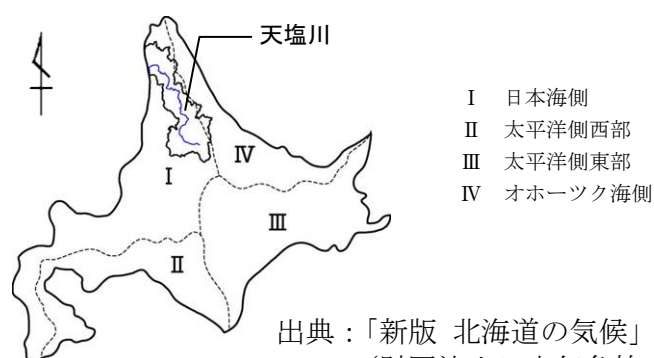 天塩川
Ⅰ 日本海側
Ⅱ 太平洋側西部
Ⅲ 太平洋側東部
Ⅳ オホーツク海側
Ⅳ
Ⅰ
Ⅲ
Ⅱ
出典：「新版 北海道の気候」